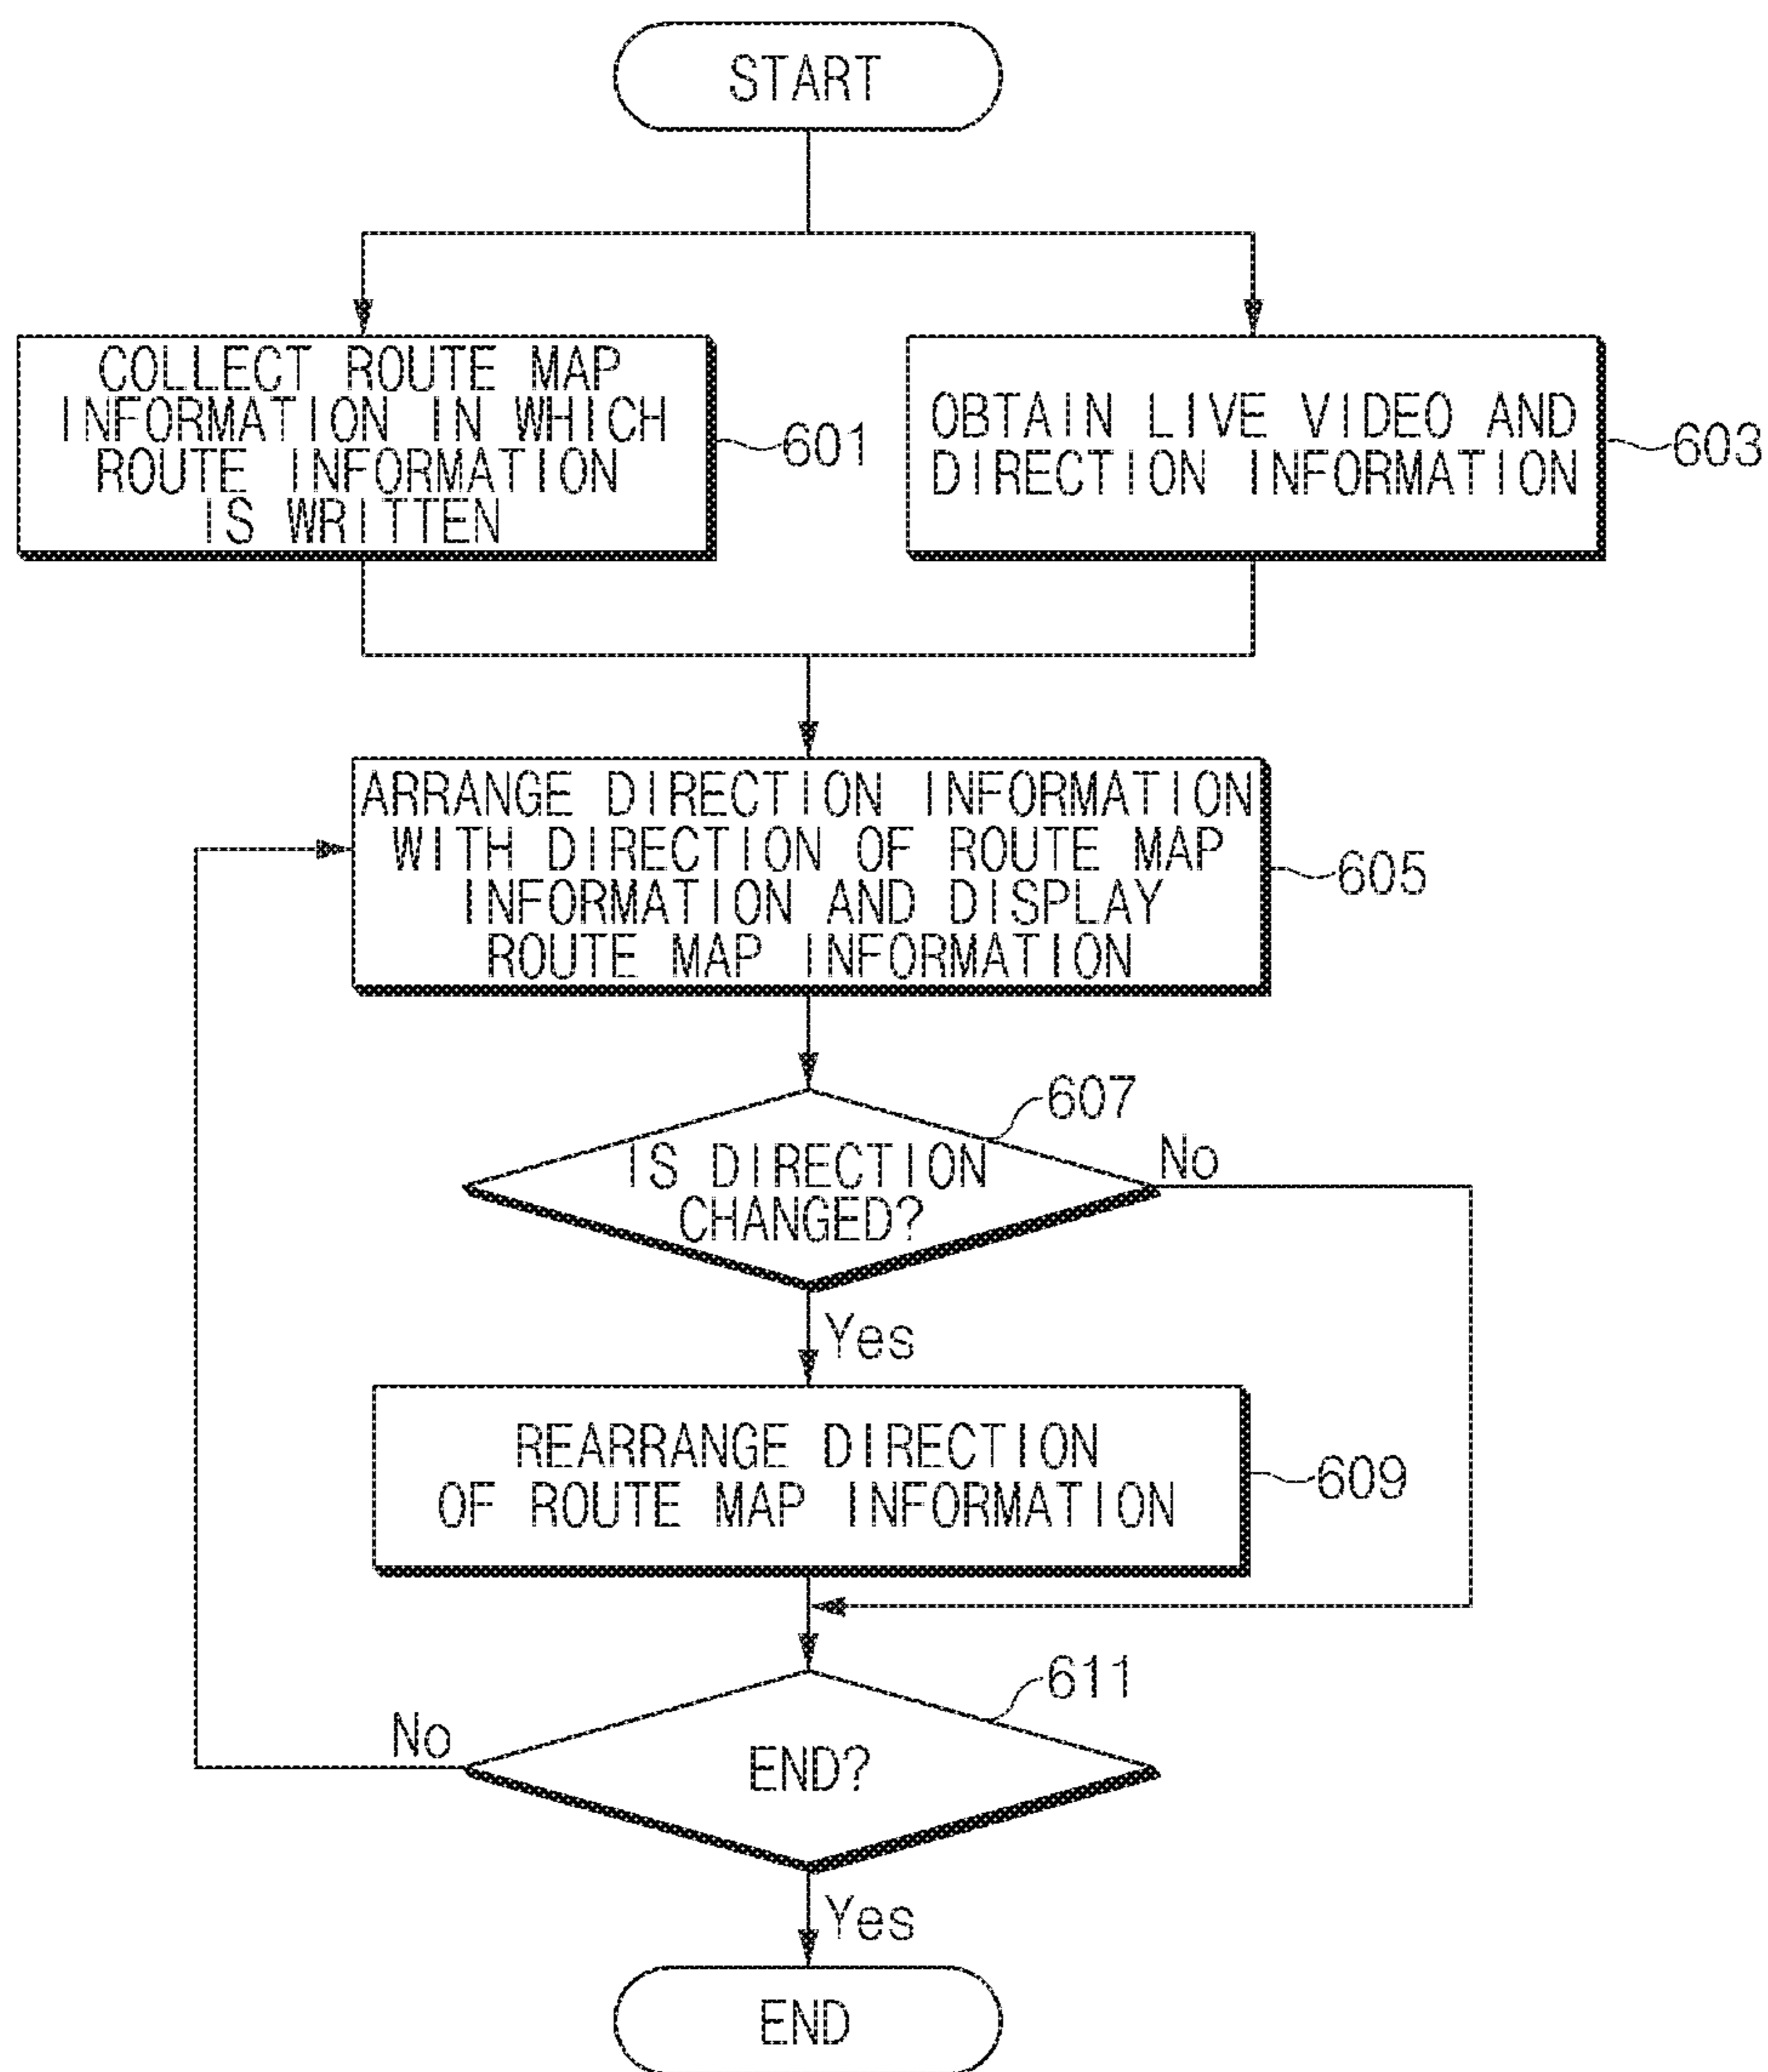 START
COLLECT ROUTE MAP
INFORMATION IN WHICH
ROUTE INFORMATION
IS WRITTEN
601
OBTAIN LIVE VIDEO AND
DIRECTION INFORMATION
603
ARRANGE DIRECTION INFORMATION
WITH DIRECTION OF ROUTE MAP
INFORMATION AND DISPLAY
ROUTE MAP INFORMATION
605
607
IS DIRECTION
CHANGED?
No
Yes
REARRANGE DIRECTION
OF ROUTE MAP INFORMATION
609
611
No
END?
Yes
END